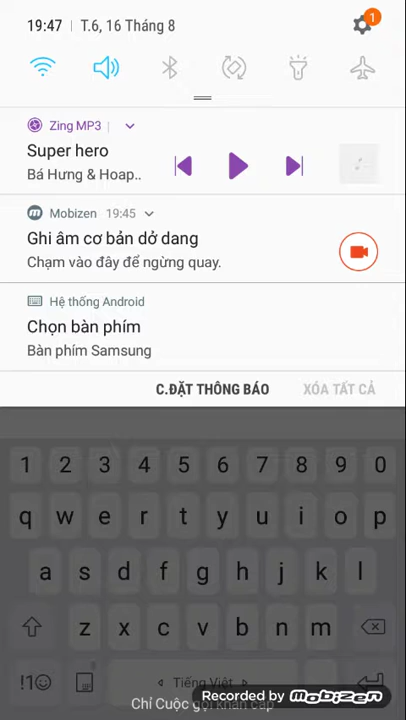 19:47 | T.6, 16 Tháng 8
1
Zing MP3
Super hero
Bá Hưng & Hoap..
Mobizen 19:45
Ghi âm cơ bản dở dang
Chạm vào đây để ngừng quay.
Hệ thống Android
Chọn bàn phím
Bàn phím Samsung
C.ĐẶT THÔNG BÁO XÓA TẤT CẢ
1 2 3 4 5 6 7 8 9 0
q w e r t y u i o p
a s d f g h j k l
z x c v b n m
!1☺ < Tiếng Việt >
Chỉ Cuộc gọi khẩn cấp
Recorded by MOBIZEN